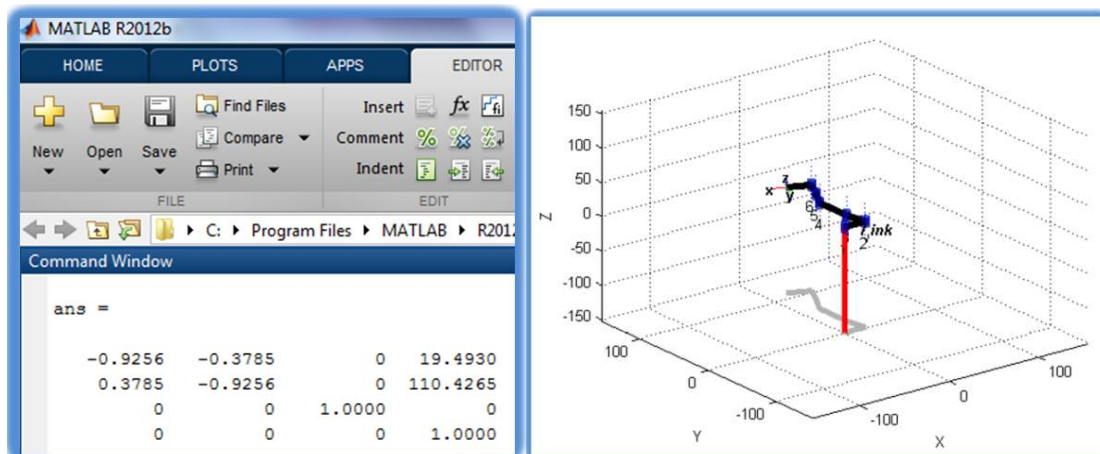 MATLAB R2012b
HOME PLOTS APPS EDITOR
New Open Save
Find Files
Compare
Print
Insert fx fi
Comment % %
Indent
FILE EDIT
C: Program Files MATLAB
Command Window
ans =
-0.9256 -0.3785 0 19.4930
0.3785 -0.9256 0 110.4265
0 0 1.0000 0
0 0 0 1.0000
150
100
50
0
-50
-100
-150
Z
x z y
6
5
4
2
100
0
-100
Y
-100
0
100
X